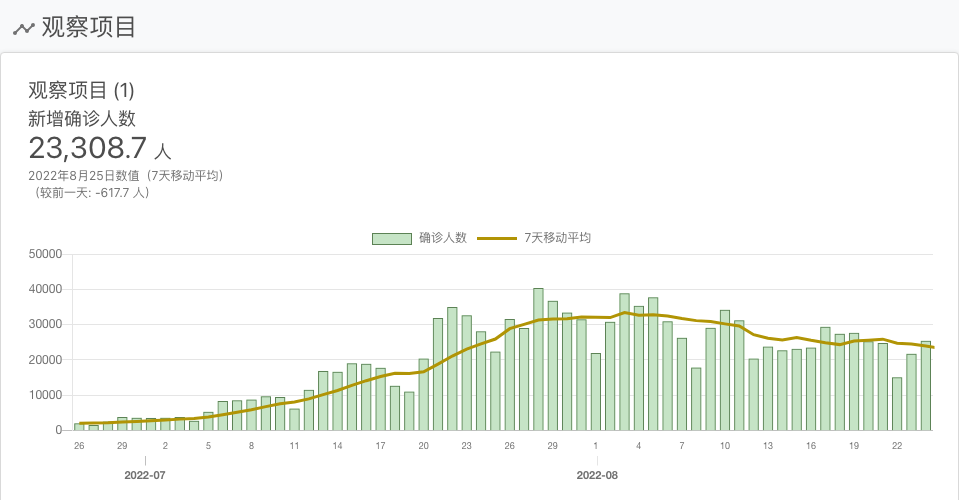 观察项目
观察项目 (1)
新增确诊人数
23,308.7 人
2022年8月25日数值（7天移动平均）
（较前一天: -617.7 人）
确诊人数 7天移动平均
50000
40000
30000
20000
10000
0
26 29 2 5 8 11 14 17 20 23 26 29 1 4 7 10 13 16 19 22
2022-07 2022-08